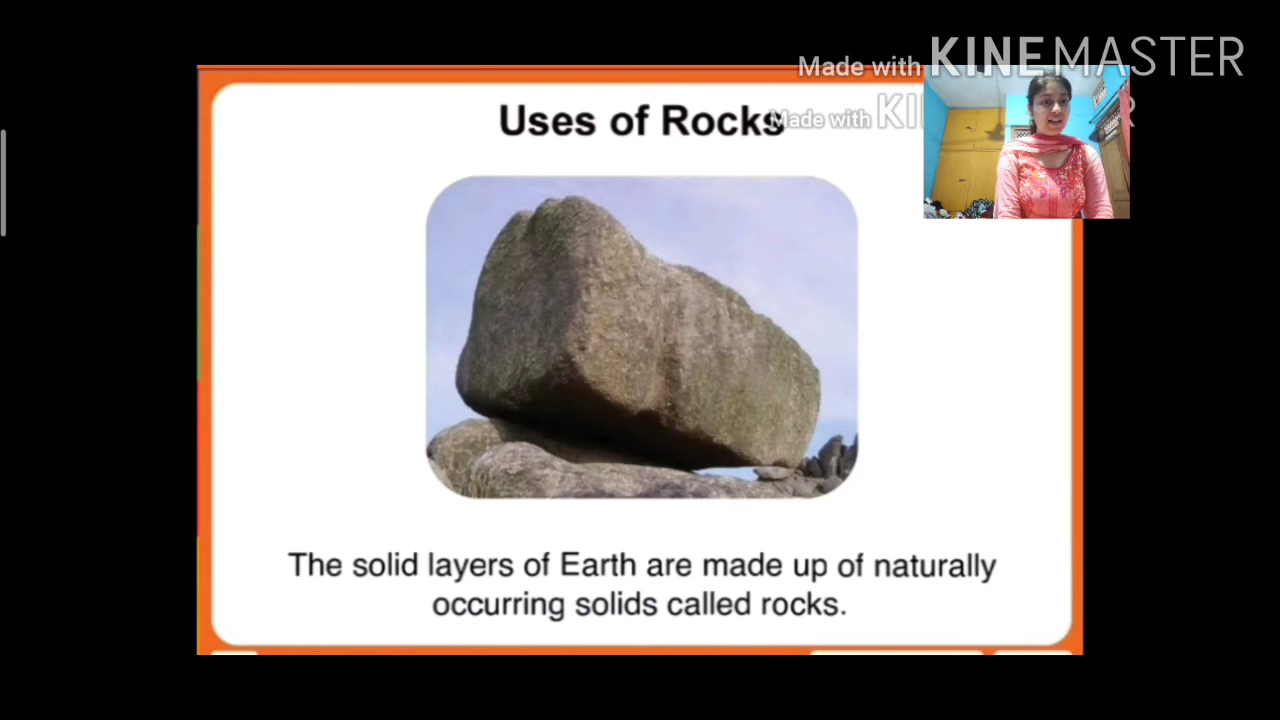 Made with KINEMASTER
Uses of Rocks
Made with KI R
The solid layers of Earth are made up of naturally
occurring solids called rocks.